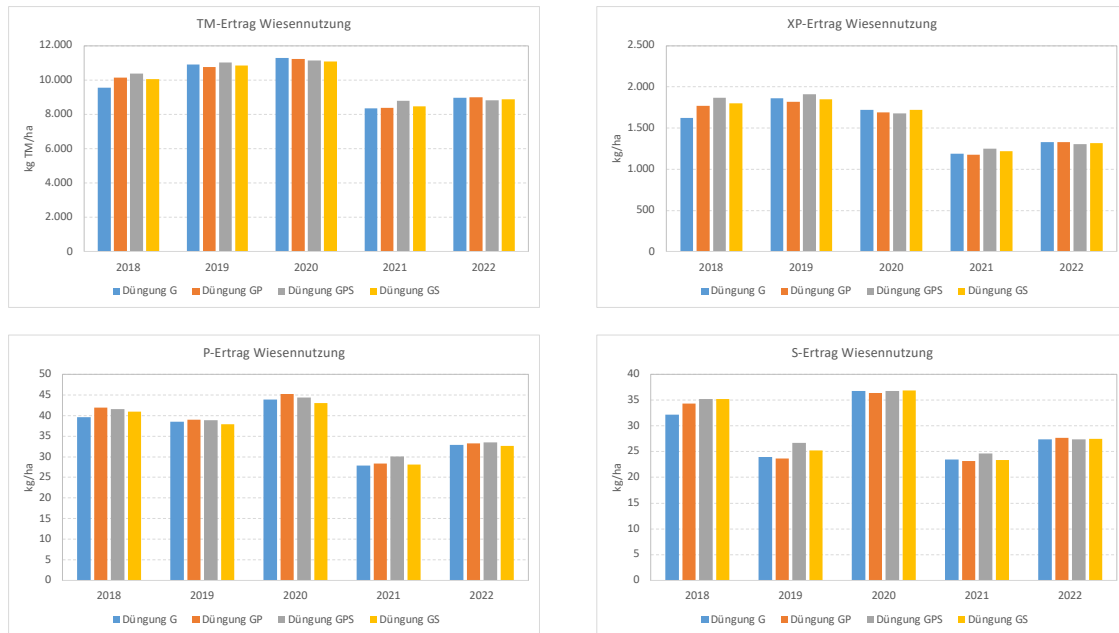 TM-Ertrag Wiesennutzung
12.000
10.000
8.000
6.000
4.000
2.000
0
kg TM/ha
2018 2019 2020 2021 2022
Düngung G Düngung GP Düngung GPS Düngung GS
XP-Ertrag Wiesennutzung
2.500
2.000
1.500
1.000
500
0
kg/ha
2018 2019 2020 2021 2022
Düngung G Düngung GP Düngung GPS Düngung GS
P-Ertrag Wiesennutzung
50
45
40
35
30
25
20
15
10
5
0
kg/ha
2018 2019 2020 2021 2022
Düngung G Düngung GP Düngung GPS Düngung GS
S-Ertrag Wiesennutzung
40
35
30
25
20
15
10
5
0
kg/ha
2018 2019 2020 2021 2022
Düngung G Düngung GP Düngung GPS Düngung GS